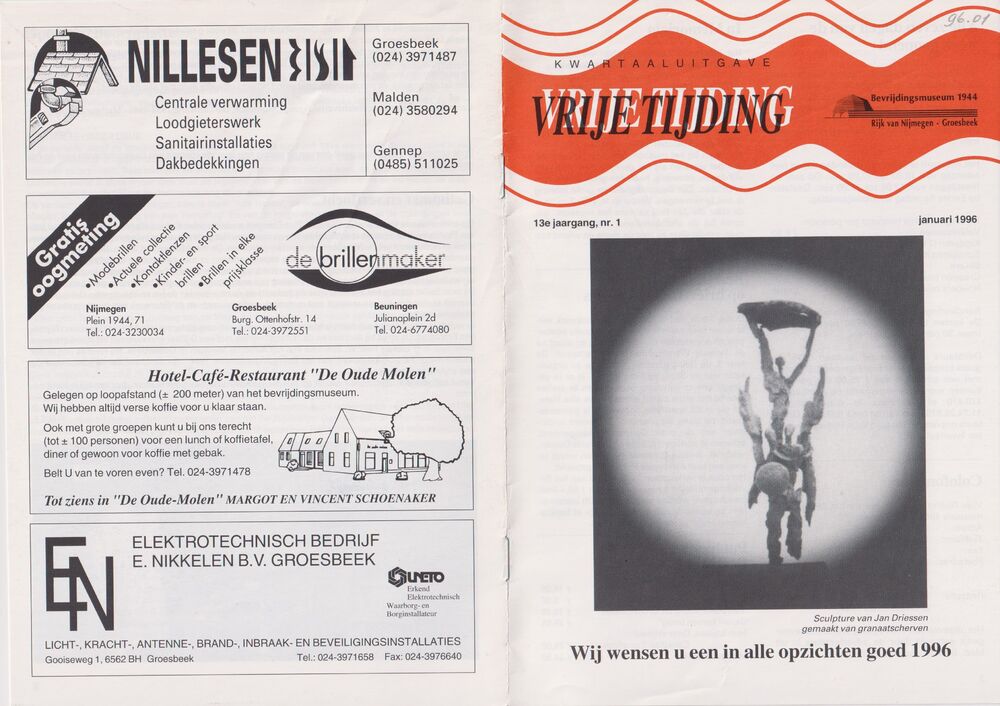 NILLESEN
Centrale verwarming
Loodgieterswerk
Sanitairinstallaties
Dakbedekkingen
Groesbeek
(024) 3971487
Malden
(024) 3580294
Gennep
(0485) 511025
Gratis
oogmeting
•Modebrillen
•Actuele collectie
•Kontaktlenzen
•Kinder- en sport
brillen
•Brillen in elke
prijsklasse
de brillenmaker
Nijmegen
Plein 1944, 71
Tel.: 024-3230034
Groesbeek
Burg. Ottenhofstr. 14
Tel.: 024-3972551
Beuningen
Julianaplein 2d
Tel. 024-6774080
Hotel-Café-Restaurant "De Oude Molen"
Gelegen op loopafstand (± 200 meter) van het bevrijdingsmuseum.
Wij hebben altijd verse koffie voor u klaar staan.
Ook met grote groepen kunt u bij ons terecht
(tot ± 100 personen) voor een lunch of koffietafel,
diner of gewoon voor koffie met gebak.
Belt U van te voren even? Tel. 024-3971478
Tot ziens in "De Oude-Molen" MARGOT EN VINCENT SCHOENAKER
EN
ELEKTROTECHNISCH BEDRIJF
E. NIKKELEN B.V. GROESBEEK
UNETO
Erkend
Elektrotechnisch
Waarborg- en
Borginstallateur
LICHT-, KRACHT-, ANTENNE-, BRAND-, INBRAAK- EN BEVEILIGINGSINSTALLATIES
Gooiseweg 1, 6562 BH Groesbeek
Tel.: 024-3971658 Fax: 024-3976640
96.01
KWARTAALUITGAVE
VRIJE TIJDING
Bevrijdingsmuseum 1944
Rijk van Nijmegen - Groesbeek
13e jaargang, nr. 1
januari 1996
Sculpture van Jan Driessen
gemaakt van granaatscherven
Wij wensen u een in alle opzichten goed 1996